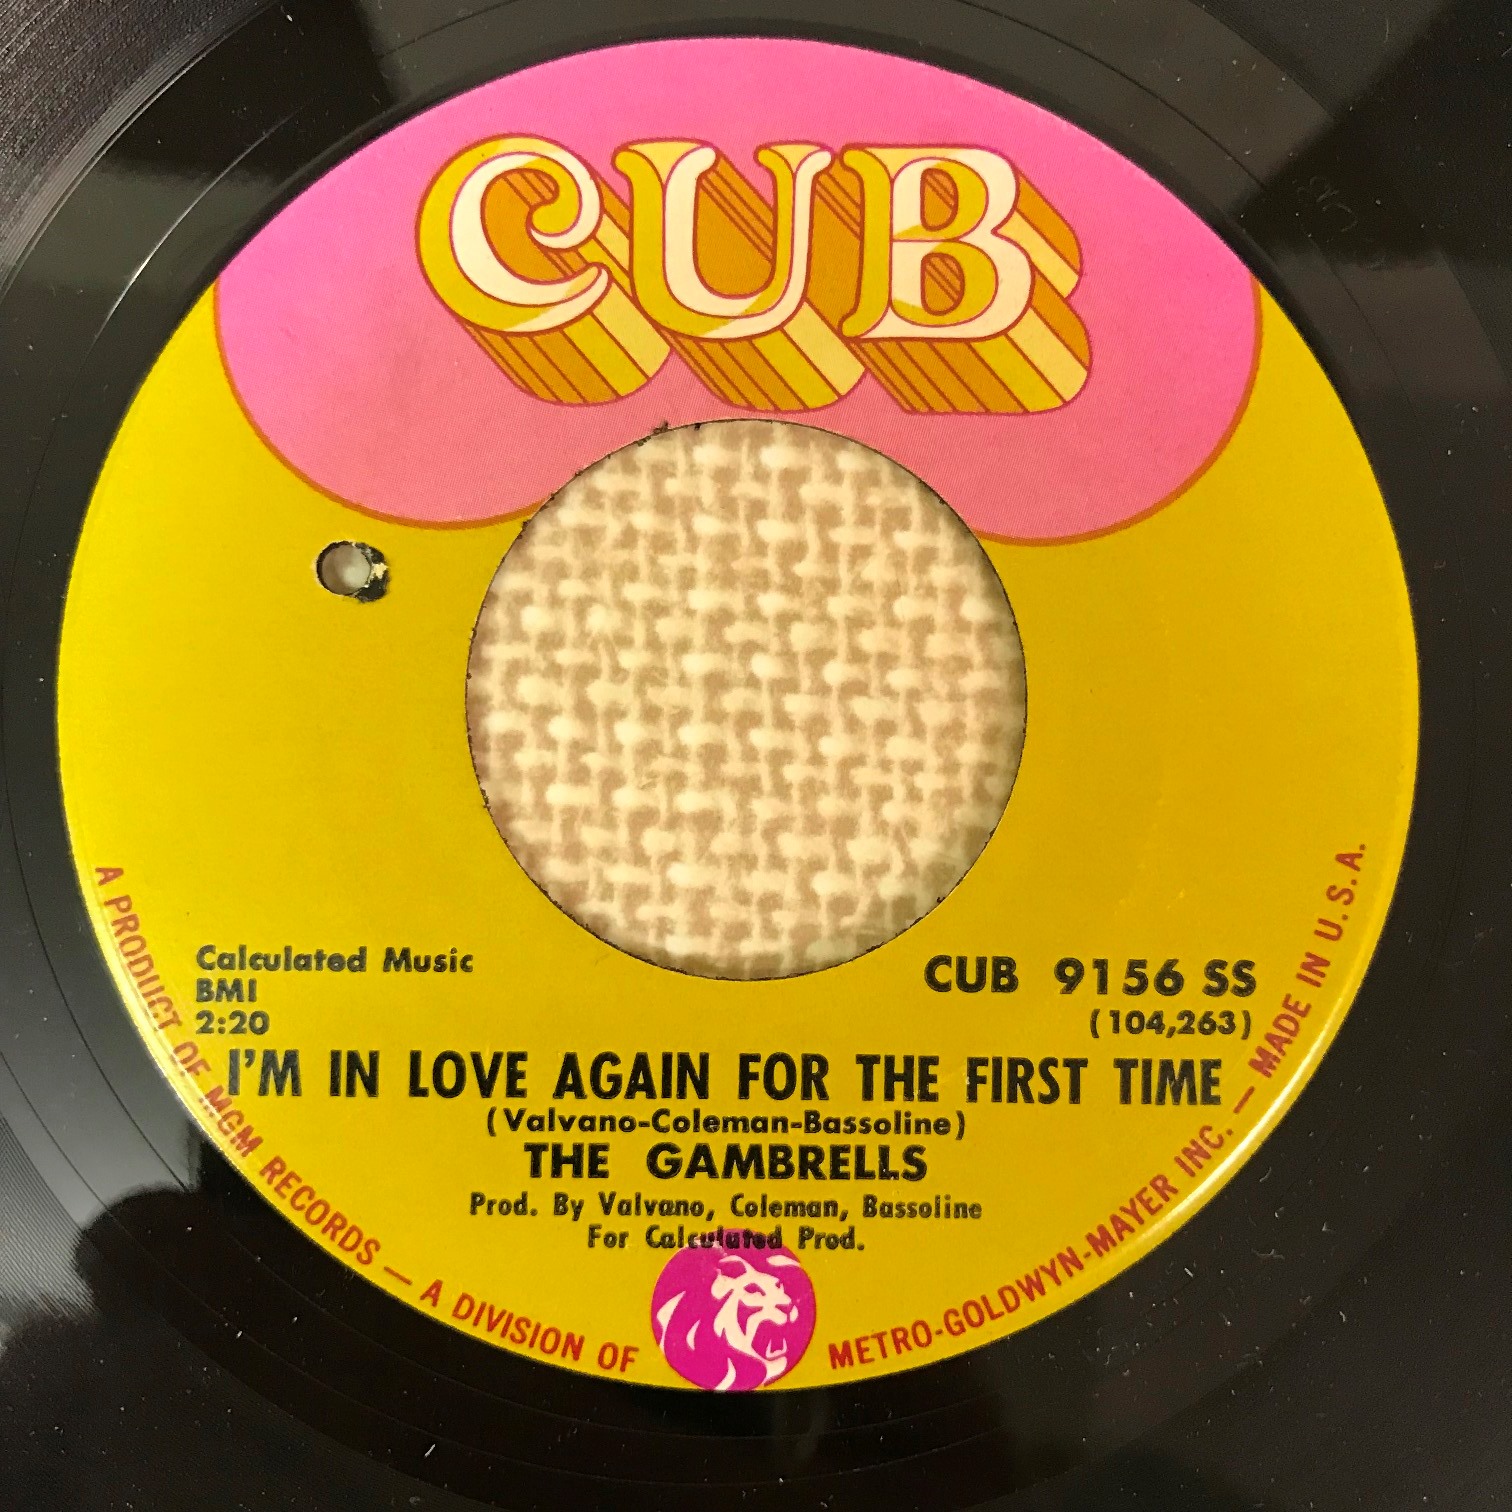 CUB
Calculated Music
BMI
2:20
CUB 9156 SS
(104,263)
I'M IN LOVE AGAIN FOR THE FIRST TIME
(Valvano-Coleman-Bassoline)
THE GAMBRELLS
Prod. By Valvano, Coleman, Bassoline
For Calculated Prod.
A PRODUCT OF MGM RECORDS — A DIVISION OF METRO-GOLDWYN-MAYER INC. — MADE IN U.S.A.